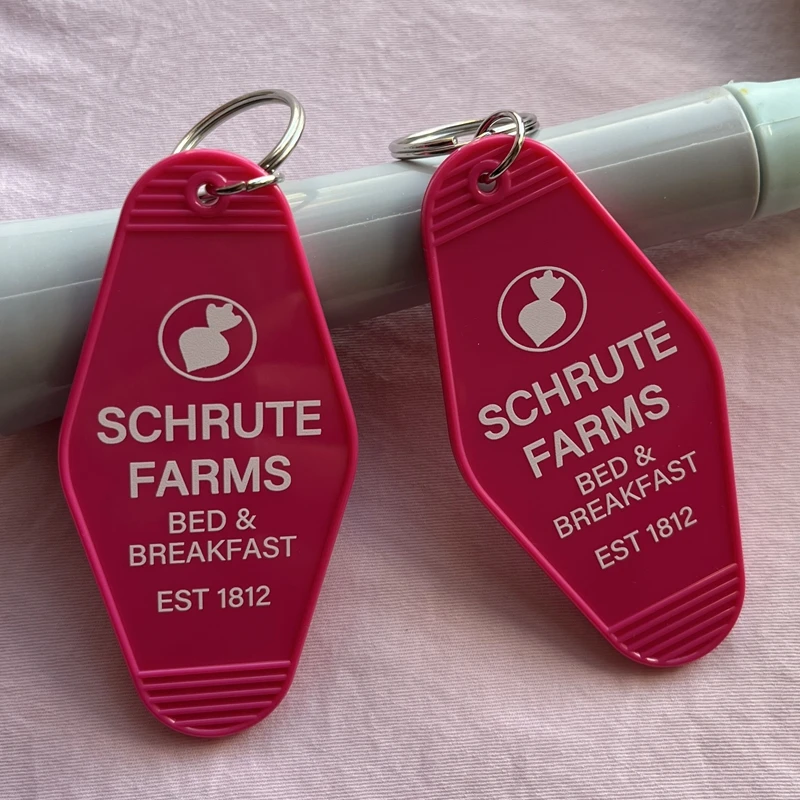 SCHRUTE
FARMS
BED &
BREAKFAST
EST 1812
SCHRUTE
FARMS
BED &
BREAKFAST
EST 1812